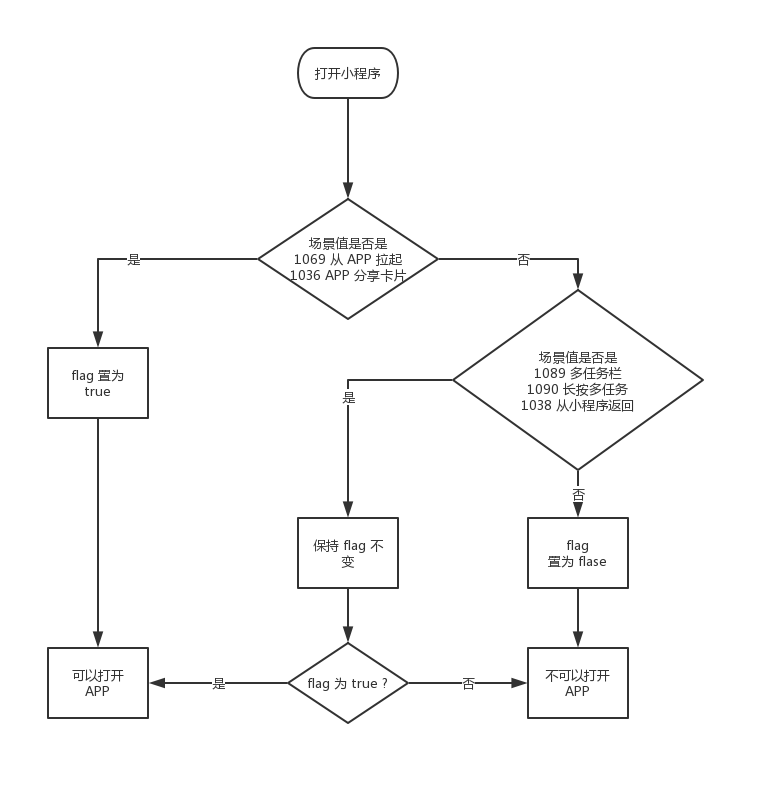 打开小程序
场景值是否是
1069 从 APP 拉起
1036 APP 分享卡片
是
否
场景值是否是
1089 多任务栏
1090 长按多任务
1038 从小程序返回
flag 置为
true
是
否
保持 flag 不
变
flag
置为 flase
可以打开
APP
是
flag 为 true ?
否
不可以打开
APP